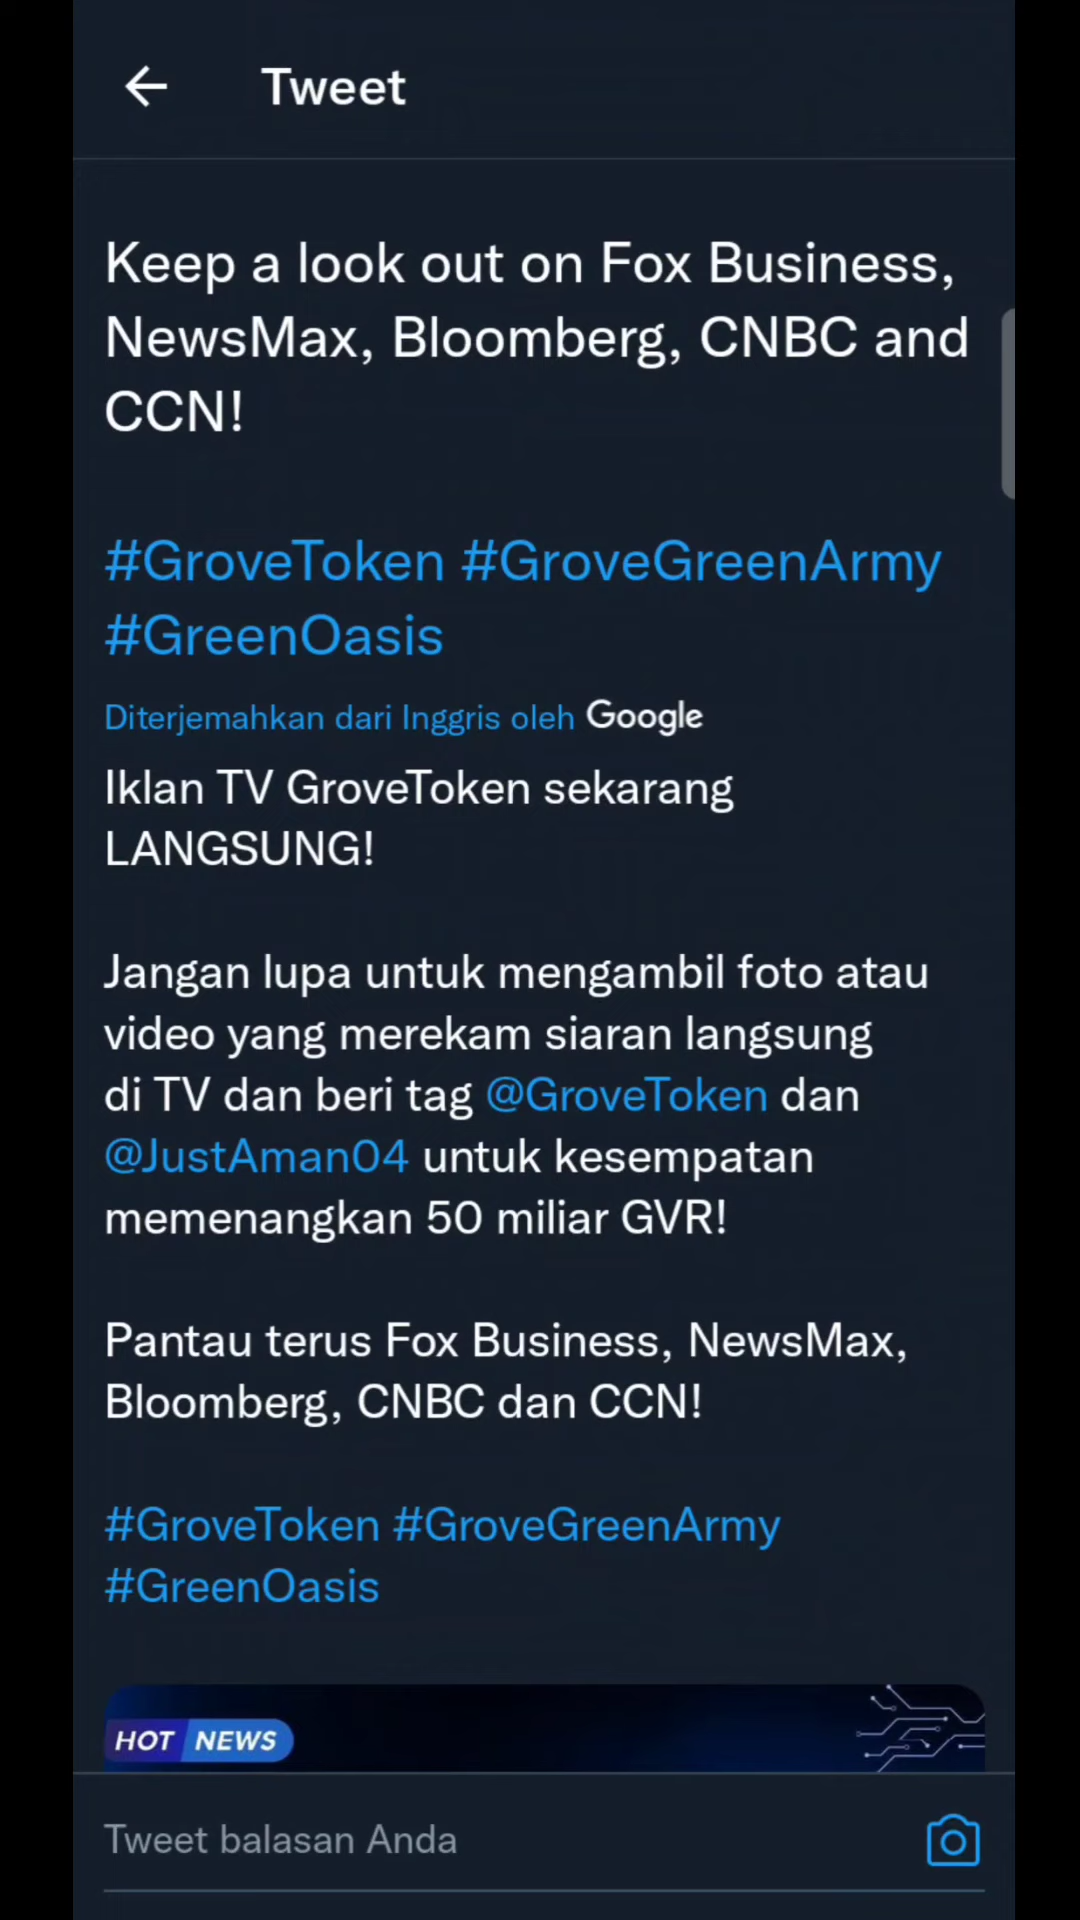 Tweet
Keep a look out on Fox Business,
NewsMax, Bloomberg, CNBC and
CCN!
#GroveToken #GroveGreenArmy
#GreenOasis
Diterjemahkan dari Inggris oleh Google
Iklan TV GroveToken sekarang
LANGSUNG!
Jangan lupa untuk mengambil foto atau
video yang merekam siaran langsung
di TV dan beri tag @GroveToken dan
@JustAman04 untuk kesempatan
memenangkan 50 miliar GVR!
Pantau terus Fox Business, NewsMax,
Bloomberg, CNBC dan CCN!
#GroveToken #GroveGreenArmy
#GreenOasis
HOT NEWS
Tweet balasan Anda